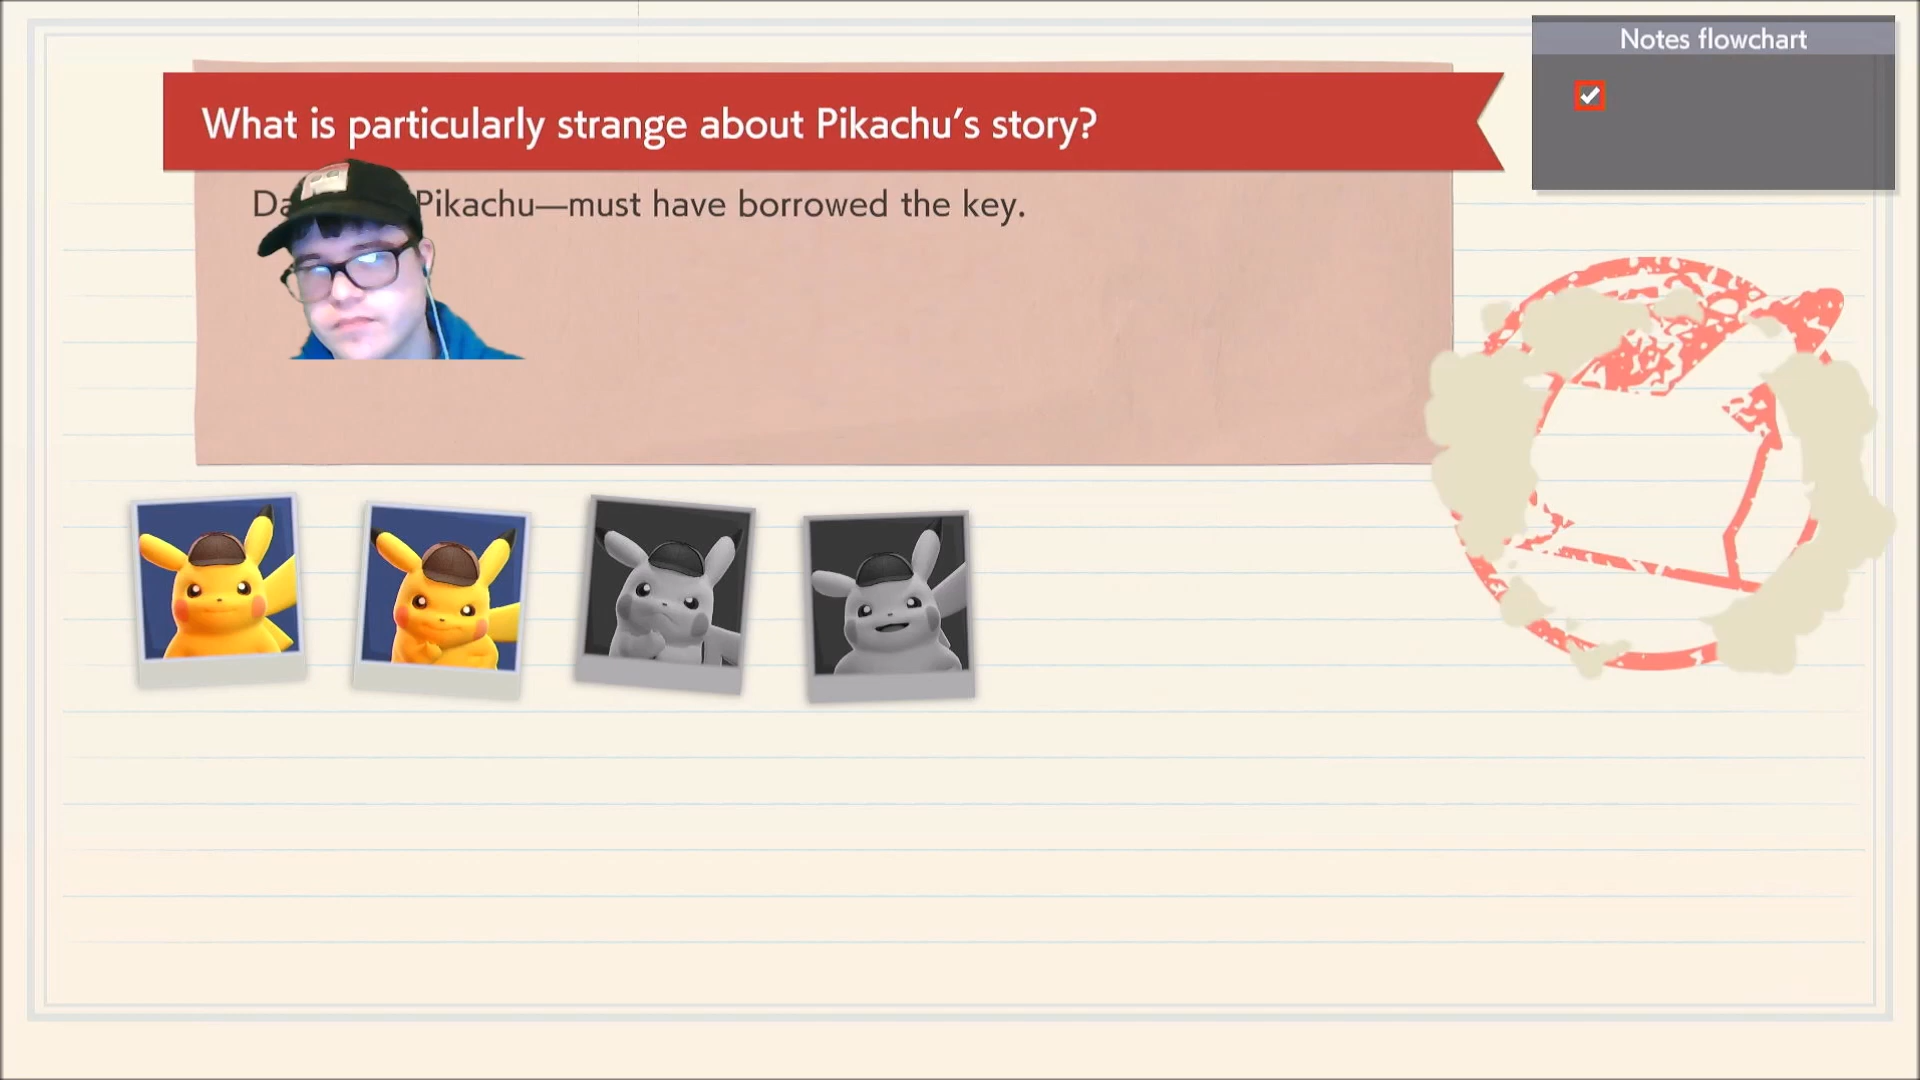 Notes flowchart
What is particularly strange about Pikachu's story?
Pikachu—must have borrowed the key.